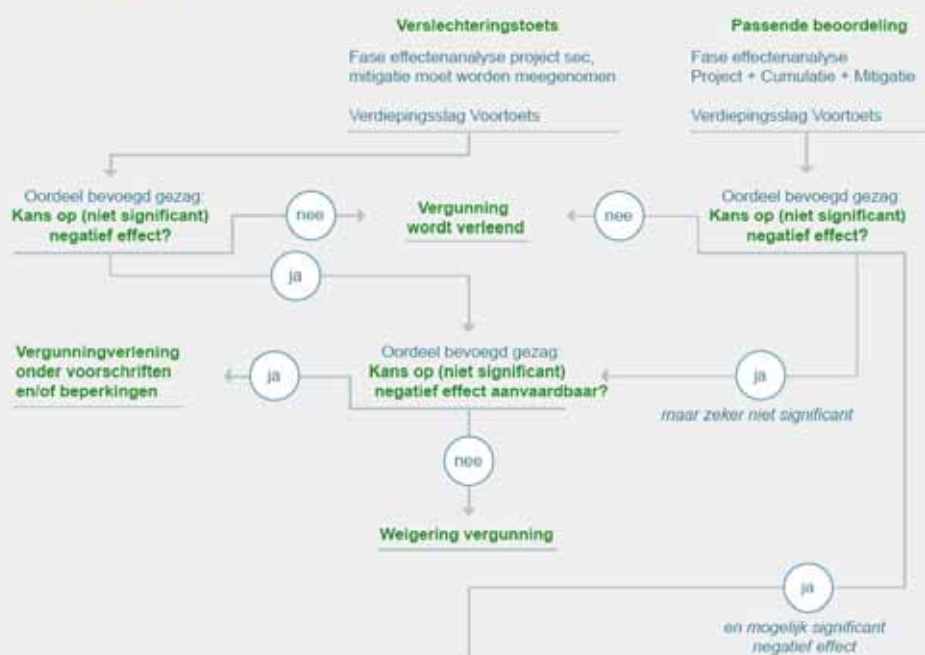 Verslechteringstoets
Fase effectenanalyse project sec,
mitigatie moet worden meegenomen
Verdiepingsslag Voortoets
Passende beoordeling
Fase effectenanalyse
Project + Cumulatie + Mitigatie
Verdiepingsslag Voortoets
Oordeel bevoegd gezag:
Kans op (niet significant)
negatief effect?
nee
Vergunning
wordt verleend
nee
Oordeel bevoegd gezag:
Kans op (niet significant)
negatief effect?
ja
Vergunningverlening
onder voorschriften
en/of beperkingen
ja
Oordeel bevoegd gezag:
Kans op (niet significant)
negatief effect aanvaardbaar?
ja
maar zeker niet significant
nee
Weigering vergunning
ja
en mogelijk significant
negatief effect